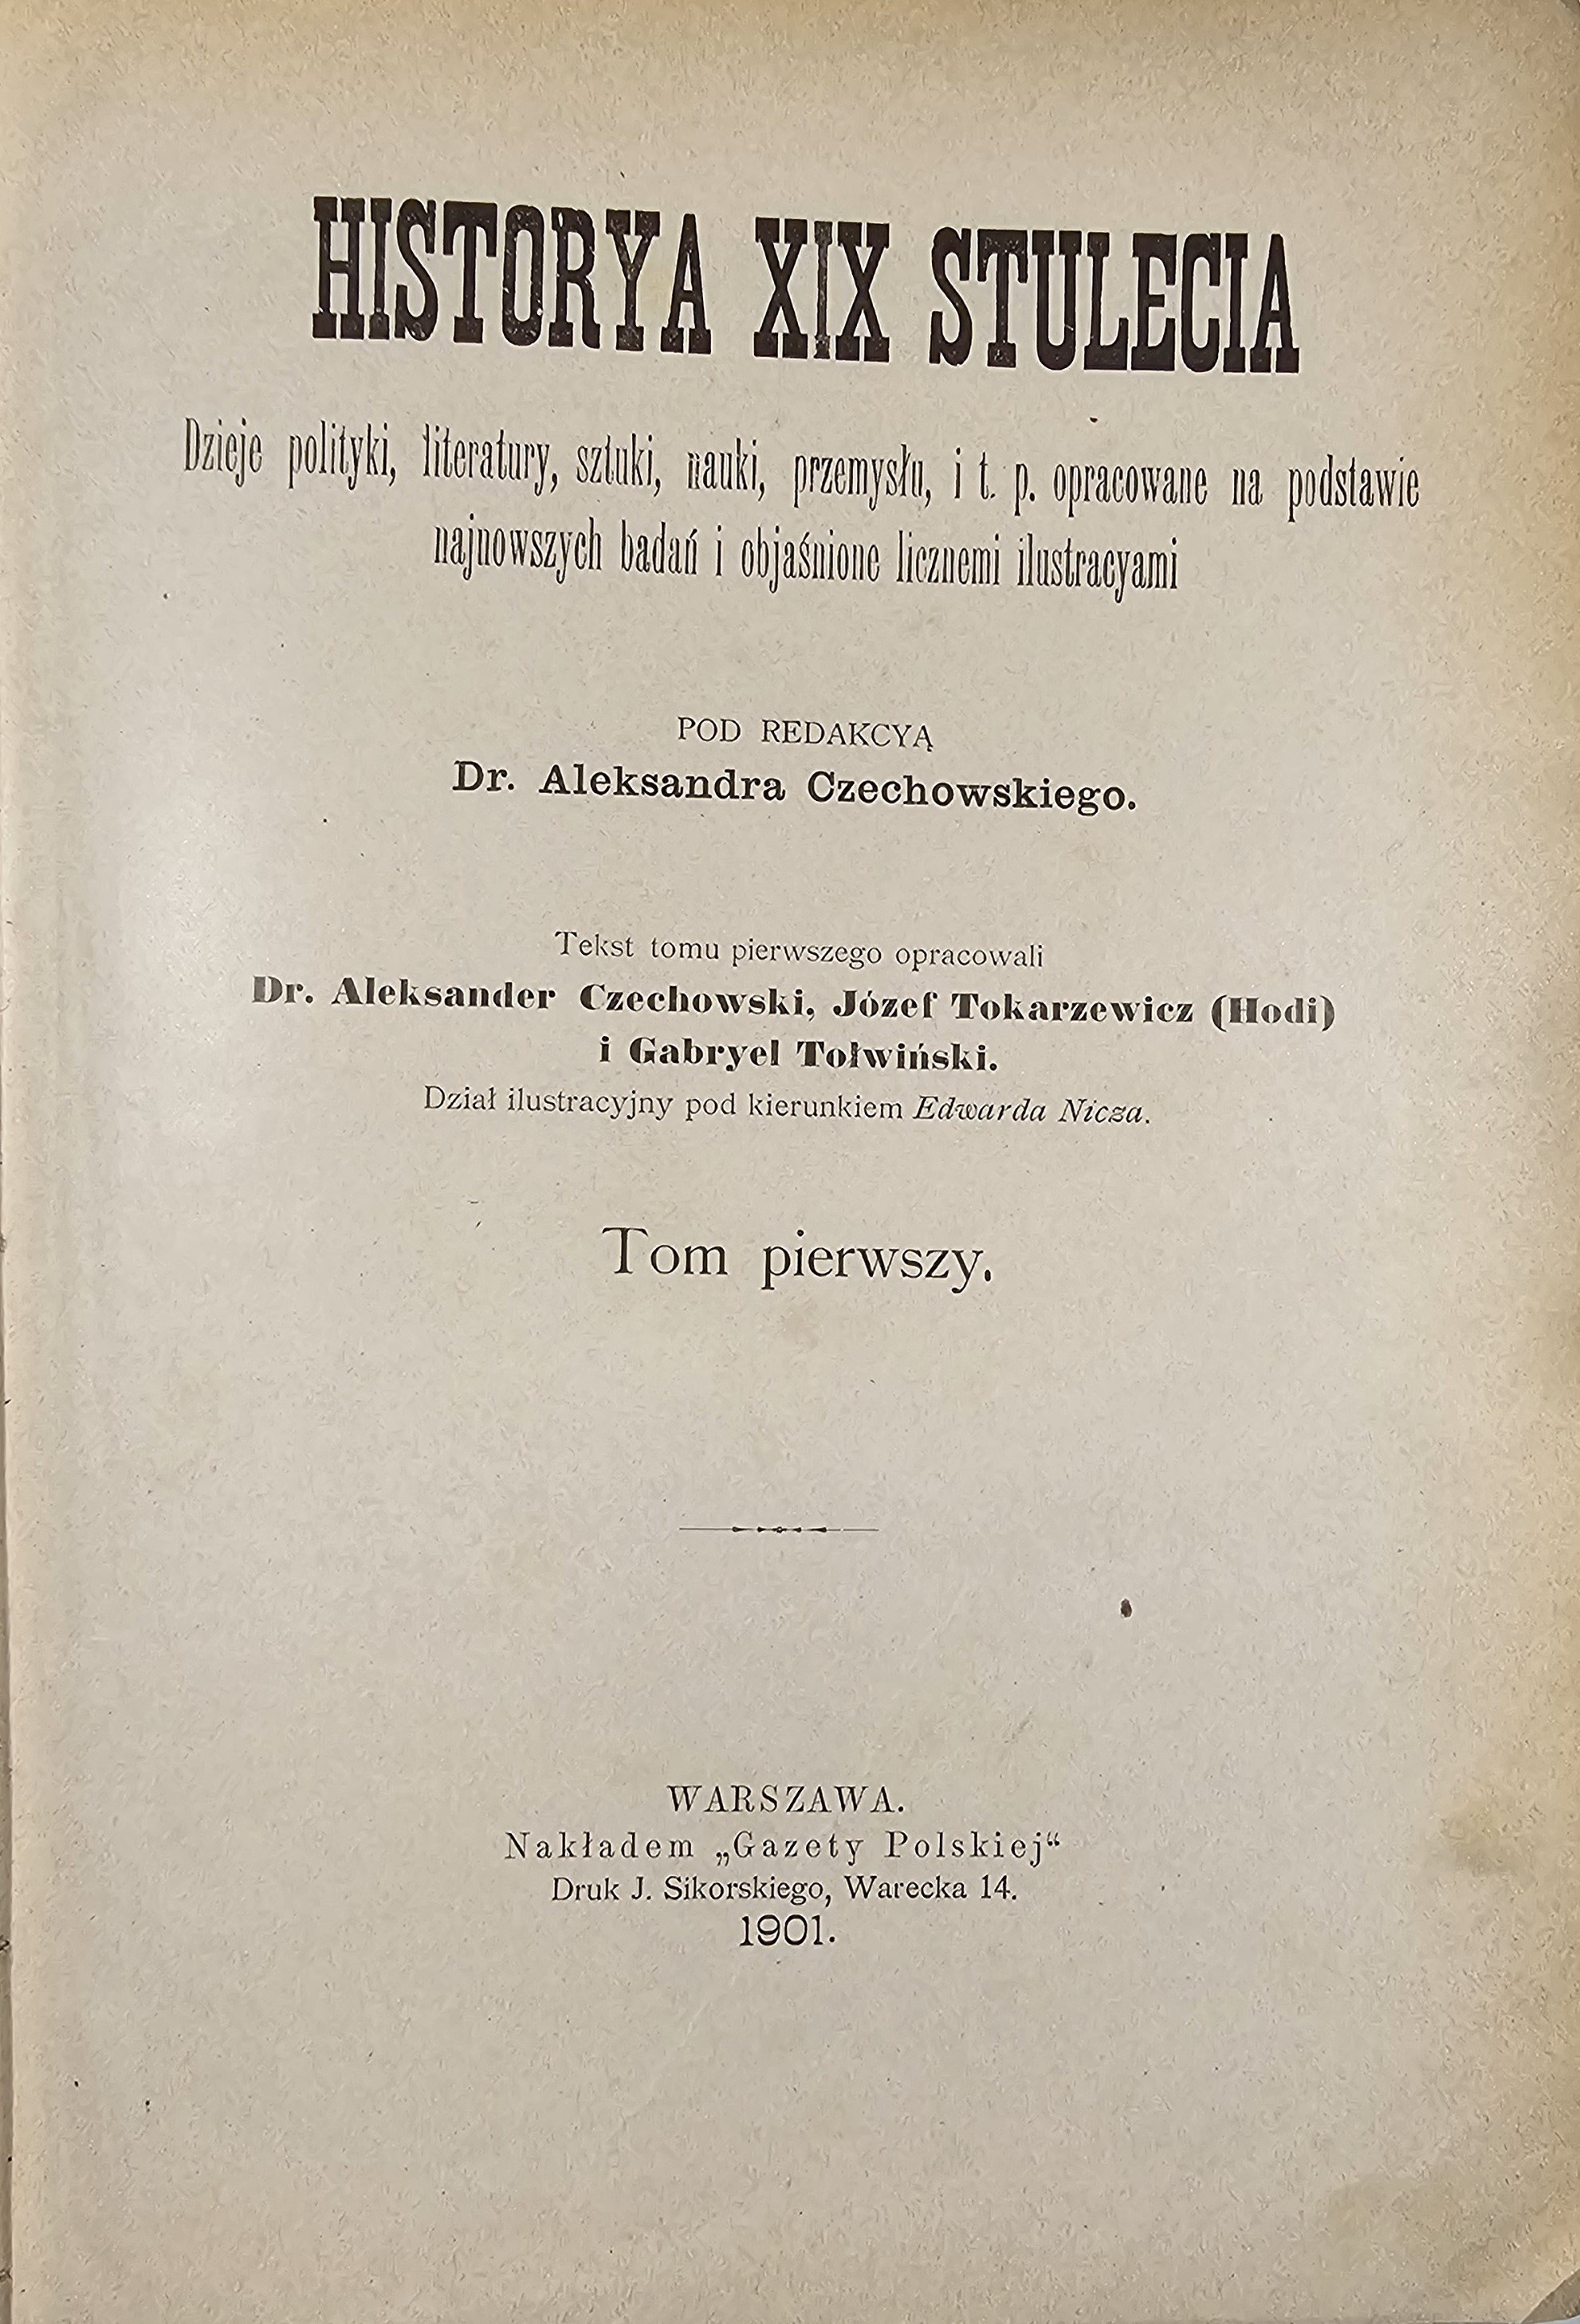 HISTORYA XIX STULECIA
Dzieje polityki, literatury, sztuki, nauki, przemysłu, i t. p. opracowane na podstawie
najnowszych badań i objaśnione licznemi ilustracyami
POD REDAKCYĄ
Dr. Aleksandra Czechowskiego.
Tekst tomu pierwszego opracowali
Dr. Aleksander Czechowski, Józef Tokarzewicz (Hodi)
i Gabryel Tołwiński.
Dział ilustracyjny pod kierunkiem Edwarda Nicza.
Tom pierwszy.
WARSZAWA.
Nakładem „Gazety Polskiej“
Druk J. Sikorskiego, Warecka 14.
1901.